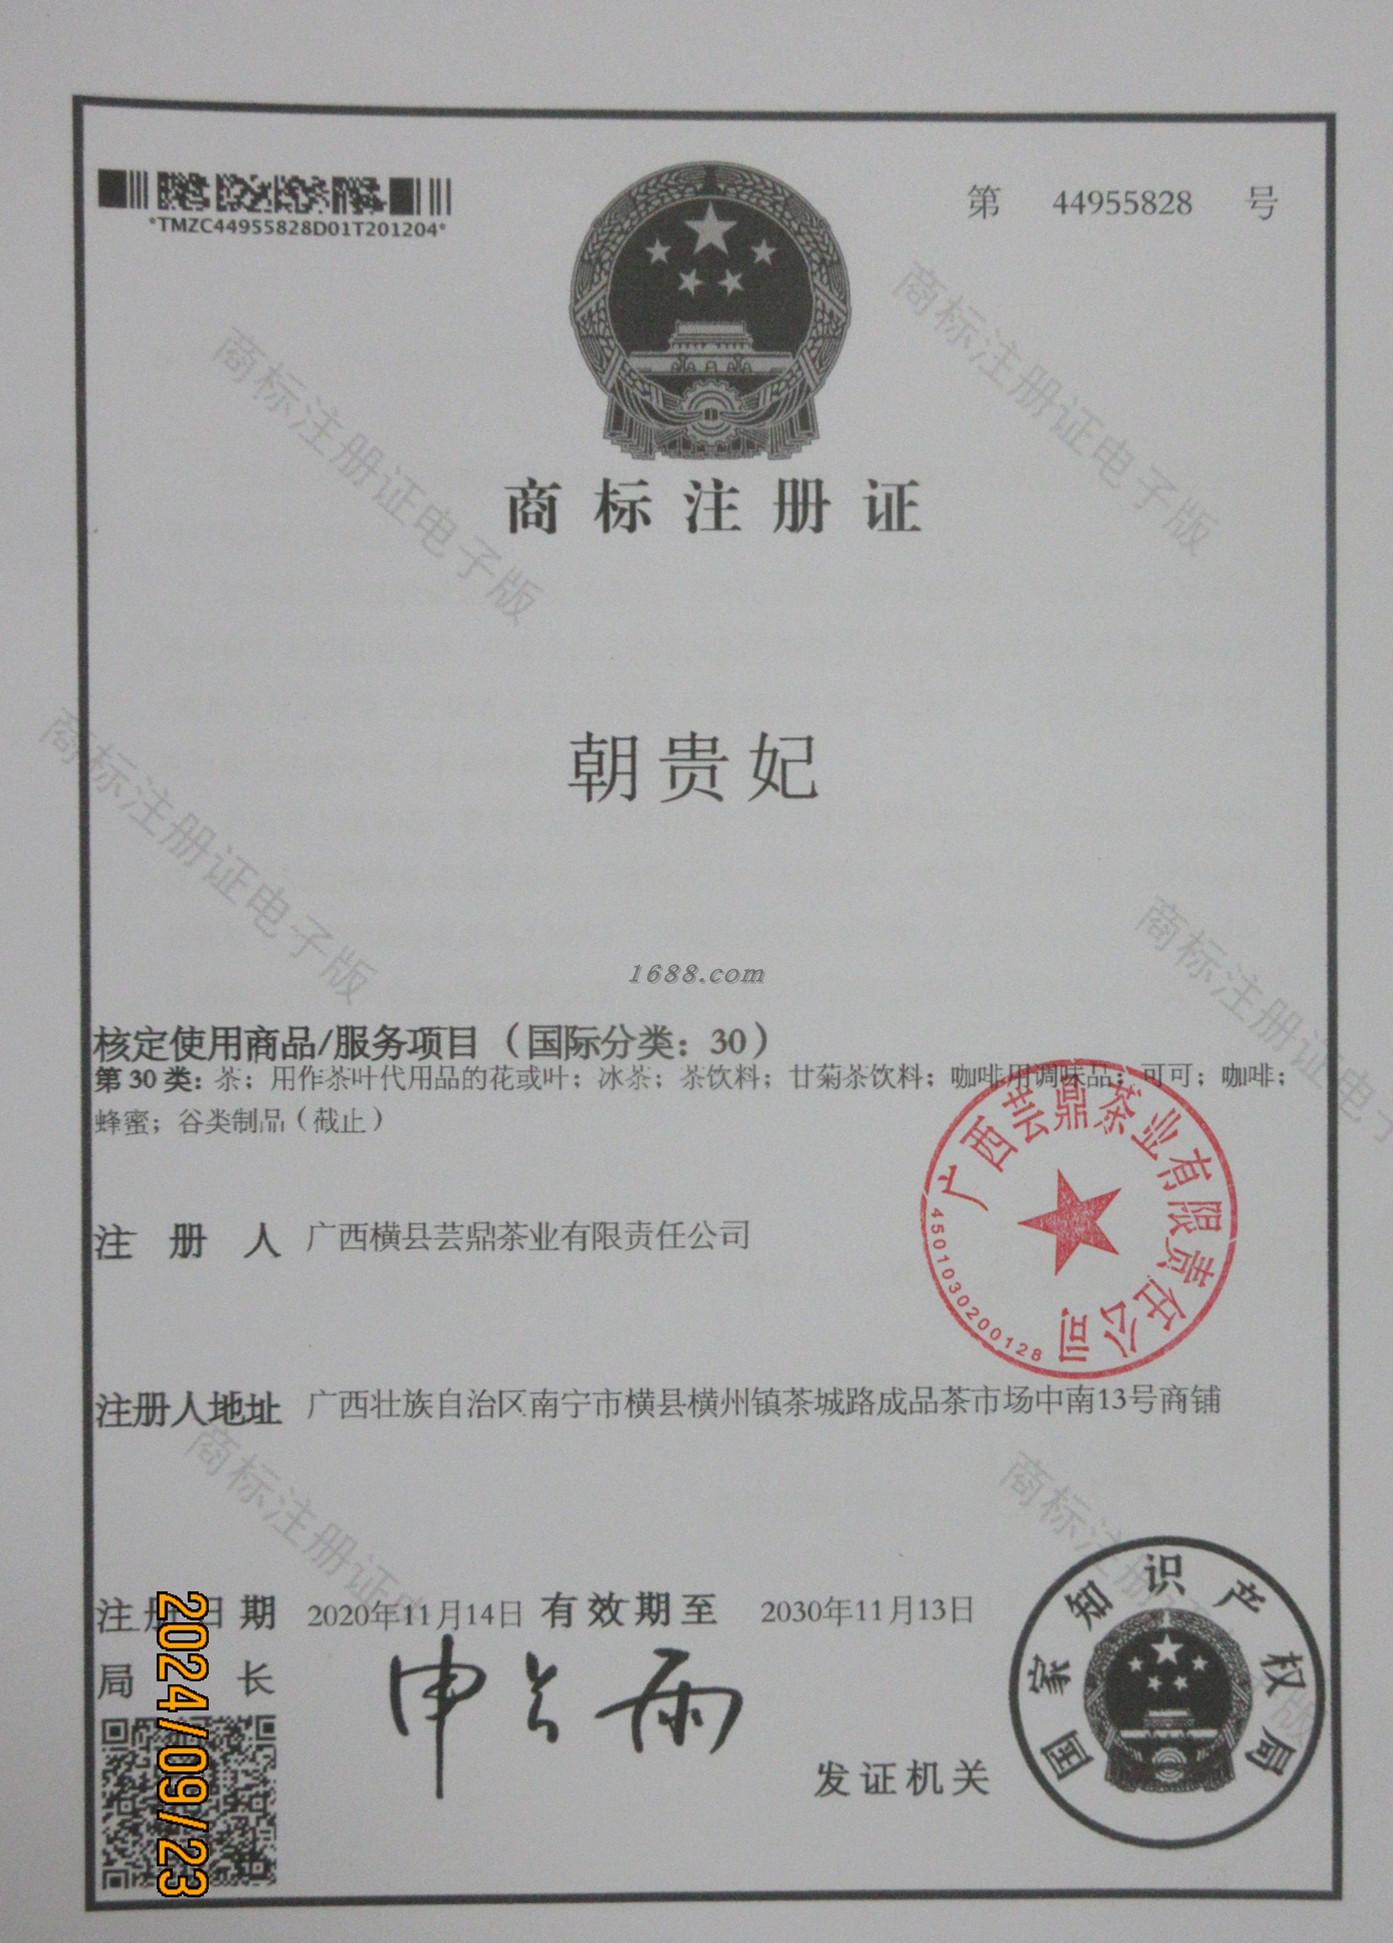 *TMZC44955828D01T201204*
第 44955828 号
商标注册证
朝贵妃
1688.com
核定使用商品/服务项目（国际分类：30）
第30类：茶；用作茶叶代用品的花或叶；冰茶；茶饮料；甘菊茶饮料；咖啡用调味品；可可；咖啡；
蜂蜜；谷类制品（截止）
广西芸鼎茶业有限责任公司
4501030200128
注册人 广西横县芸鼎茶业有限责任公司
注册人地址 广西壮族自治区南宁市横县横州镇茶城路成品茶市场中南13号商铺
注册日期 2020年11月14日 有效期至 2030年11月13日
局长 申长雨
发证机关
国家知识产权局
2024/09/23
商标注册证电子版
商标注册证电子版
商标注册证电子版
商标注册证电子版
商标注册证电子版
商标注册证电子版